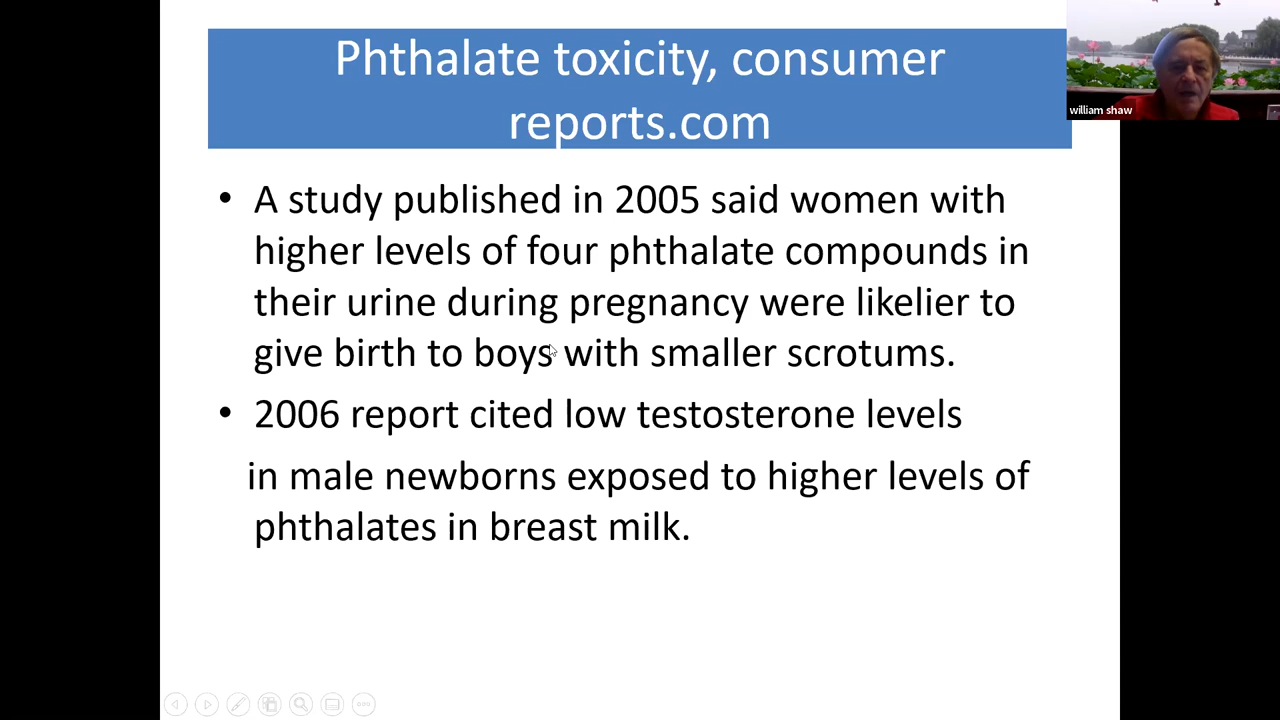 Phthalate toxicity, consumer
reports.com
william shaw
• A study published in 2005 said women with
higher levels of four phthalate compounds in
their urine during pregnancy were likelier to
give birth to boys with smaller scrotums.
• 2006 report cited low testosterone levels
in male newborns exposed to higher levels of
phthalates in breast milk.